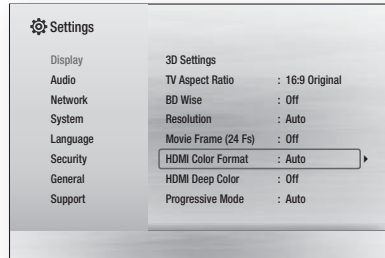 Settings
Display
Audio
Network
System
Language
Security
General
Support
3D Settings
TV Aspect Ratio : 16:9 Original
BD Wise : Off
Resolution : Auto
Movie Frame (24 Fs) : Off
HDMI Color Format : Auto
HDMI Deep Color : Off
Progressive Mode : Auto